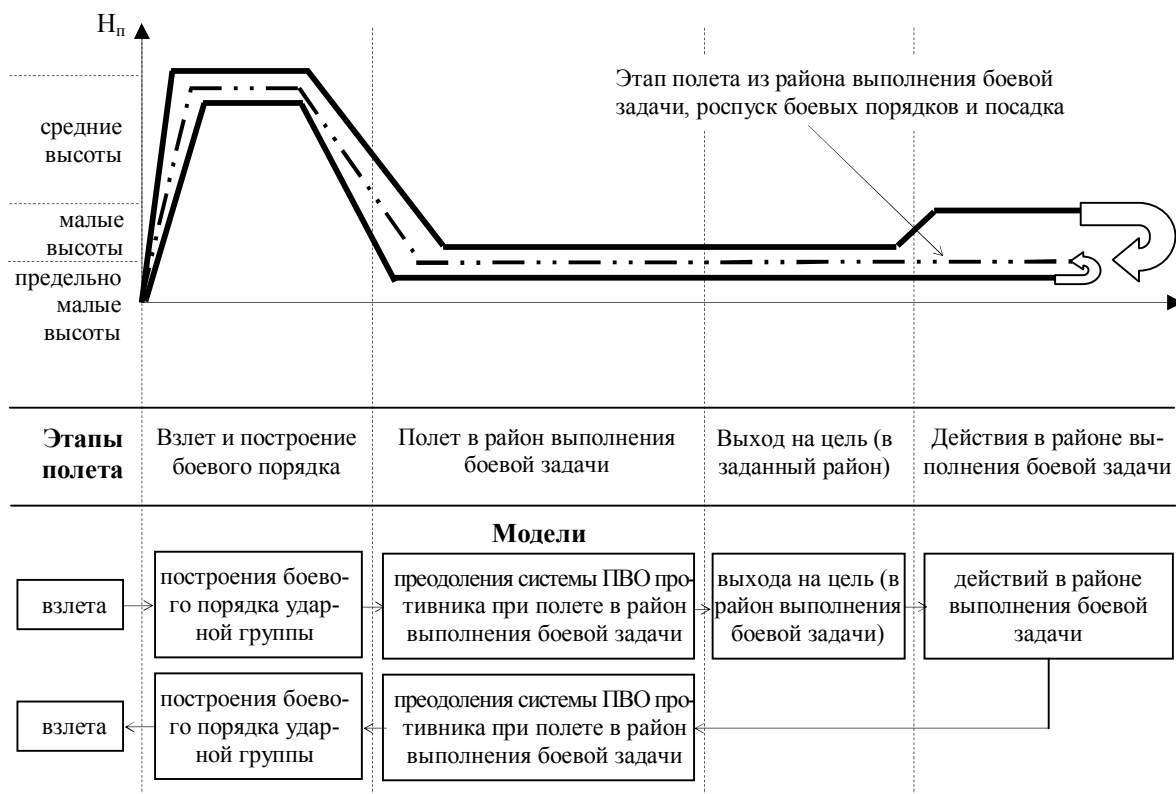 Нп
Этап полета из района выполнения боевой
задачи, роспуск боевых порядков и посадка
средние
высоты
малые
высоты
предельно
малые
высоты
Этапы
полета
Взлет и построение
боевого порядка
Полет в район выполнения
боевой задачи
Выход на цель (в
заданный район)
Действия в районе вы-
полнения боевой задачи
Модели
взлета
построения боево-
го порядка удар-
ной группы
преодоления системы ПВО про-
тивника при полете в район
выполнения боевой задачи
выхода на цель (в
район выполнения
боевой задачи)
действий в районе
выполнения боевой
задачи
взлета
построения боево-
го порядка удар-
ной группы
преодоления системы ПВО про-
тивника при полете в район
выполнения боевой задачи